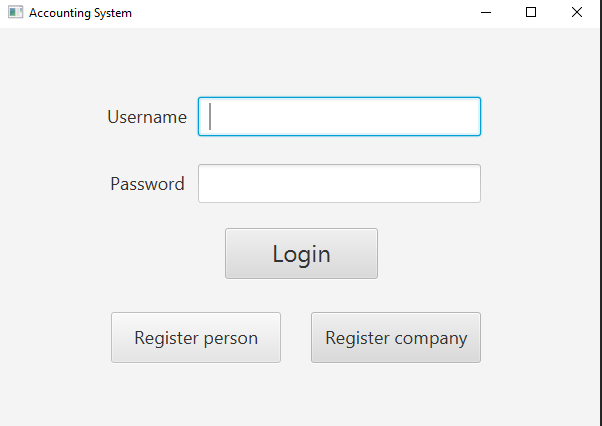 Accounting System
Username
Password
Login
Register person
Register company